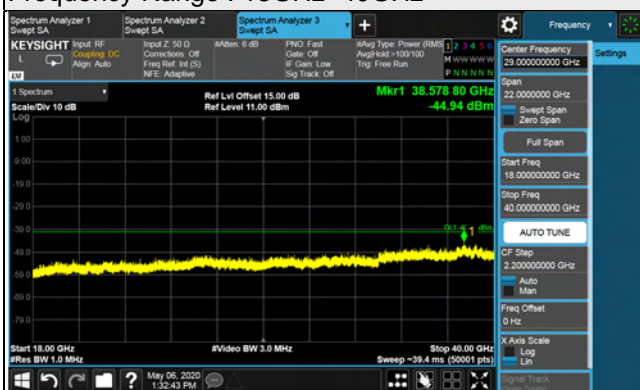 Spectrum Analyzer 1
Swept SA
Spectrum Analyzer 2
Swept SA
Spectrum Analyzer 3
Swept SA
Frequency
KEYSIGHT
L
Input: RF
Coupling: DC
Align: Auto
Input Z: 50 Ω
Corrections: Off
Freq Ref: Int (S)
NFE: Adaptive
#Atten: 6 dB
PNO: Fast
Gate: Off
IF Gain: Low
Sig Track: Off
#Avg Type: Power (RMS
Avg|Hold:>100/100
Trig: Free Run
1 2 3 4 5 6
M W W W W W
P N N N N N
1 Spectrum
Scale/Div 10 dB
Log
Ref Lvl Offset 15.00 dB
Ref Level 11.00 dBm
Mkr1 38.578 80 GHz
-44.94 dBm
1.00
-9.00
-19.0
-29.0
-39.0
-49.0
-59.0
-69.0
-79.0
1
Start 18.00 GHz
#Res BW 1.0 MHz
#Video BW 3.0 MHz
Stop 40.00 GHz
Sweep ~39.4 ms (50001 pts)
May 06, 2020
1:32:43 PM
Settings
Center Frequency
29.000000000 GHz
Span
22.0000000 GHz
Swept Span
Zero Span
Full Span
Start Freq
18.000000000 GHz
Stop Freq
40.000000000 GHz
AUTO TUNE
CF Step
2.200000000 GHz
Auto
Man
Freq Offset
0 Hz
X Axis Scale
Log
Lin
Signal Track